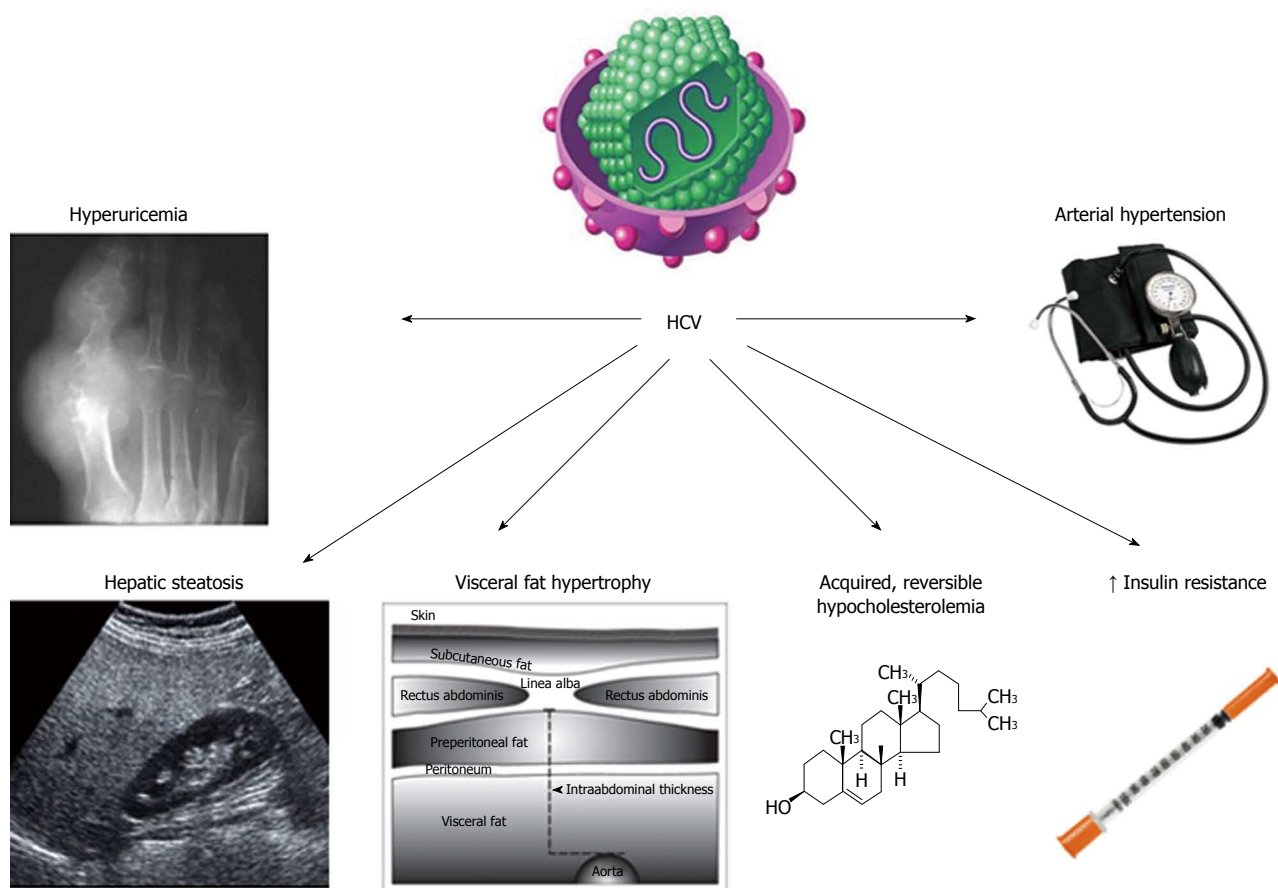 Hyperuricemia
Arterial hypertension
HCV
Hepatic steatosis
Visceral fat hypertrophy
Acquired, reversible
hypocholesterolemia
↑ Insulin resistance
Skin
Subcutaneous fat
Linea alba
Rectus abdominis
Rectus abdominis
Preperitoneal fat
Peritoneum
Intraabdominal thickness
Visceral fat
Aorta
CH3
CH3
CH3
CH3
CH3
H
H
HO